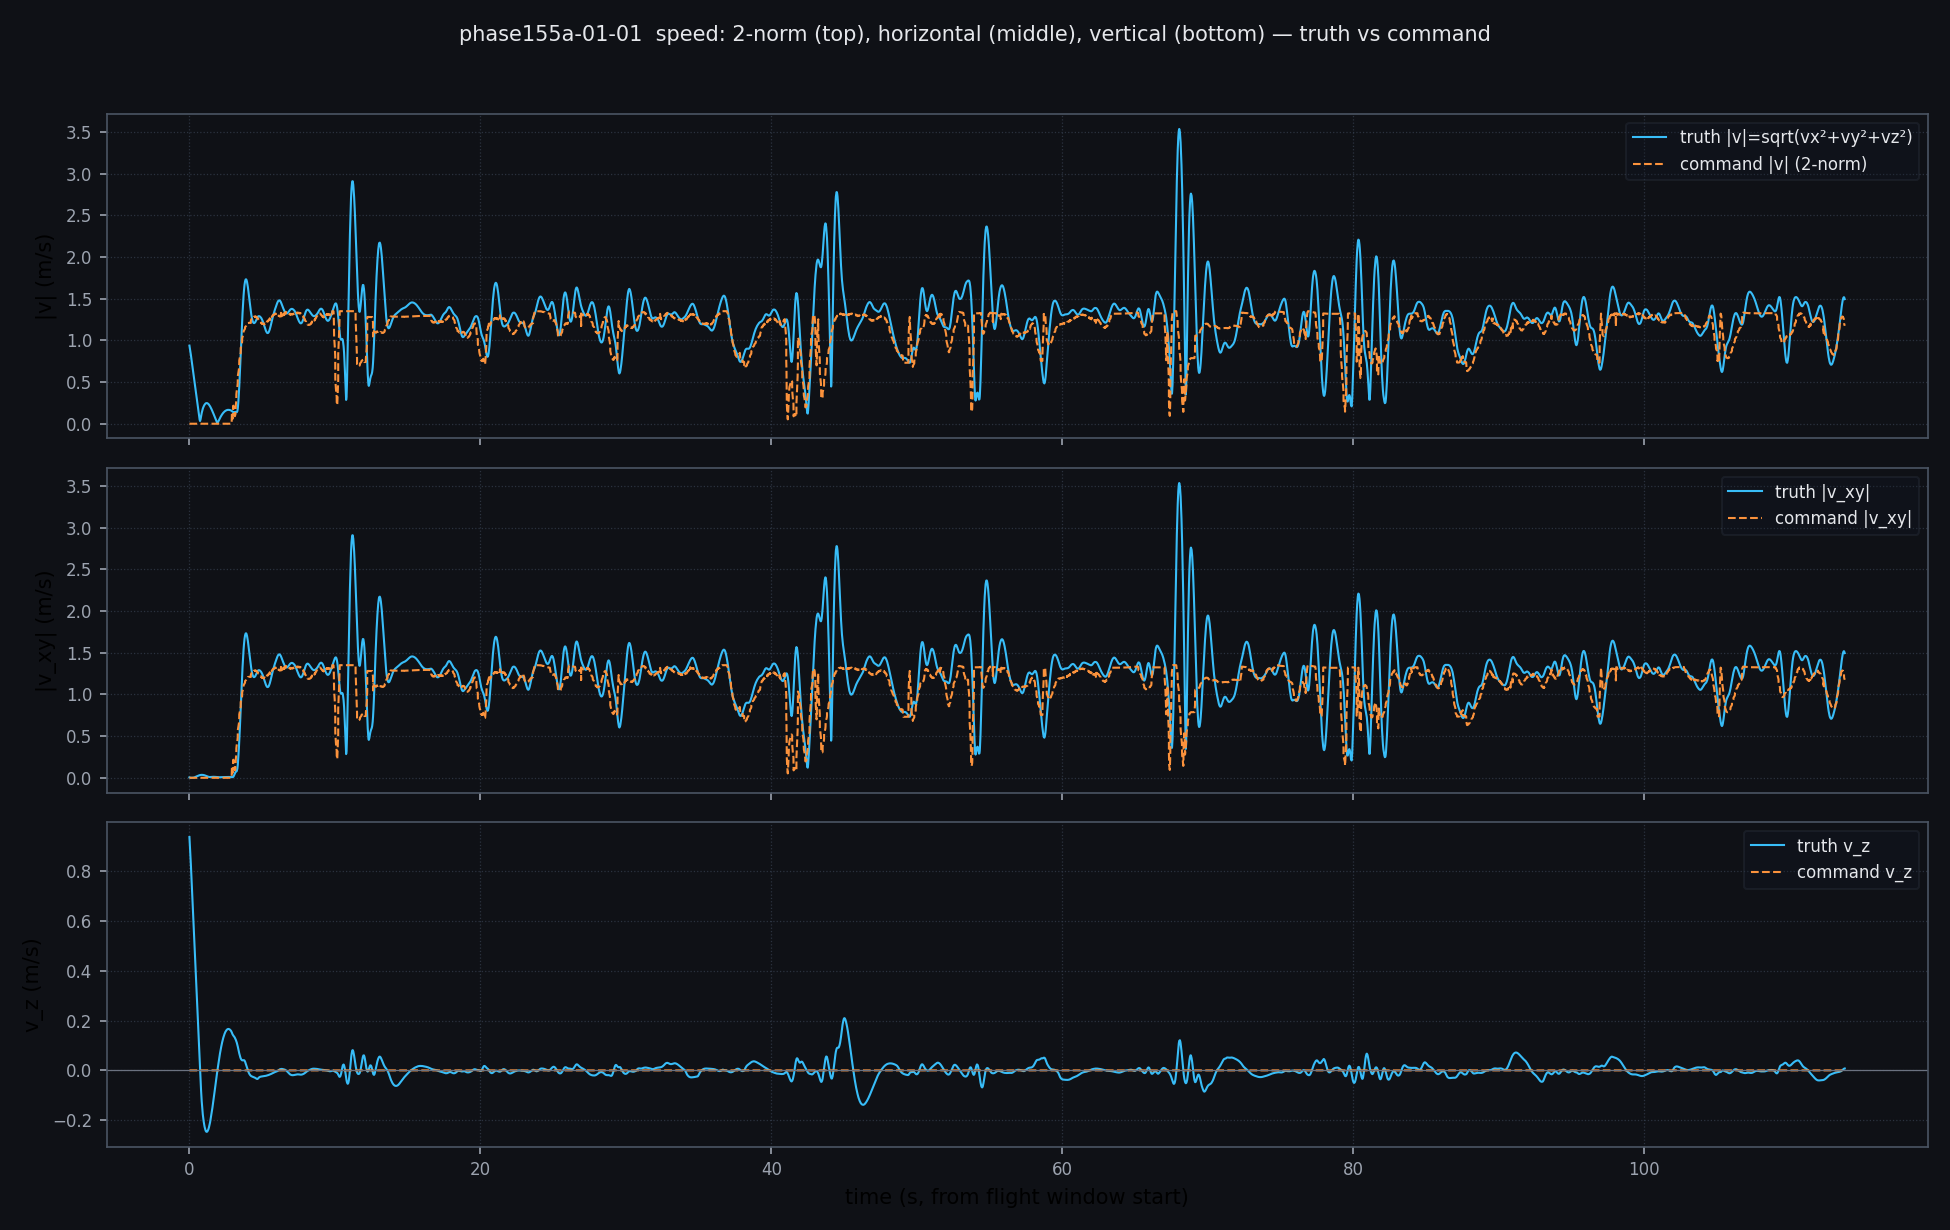 phase155a-01-01  speed: 2-norm (top), horizontal (middle), vertical (bottom) — truth vs command
|v| (m/s)
3.5
3.0
2.5
2.0
1.5
1.0
0.5
0.0
truth |v|=sqrt(vx²+vy²+vz²)
command |v| (2-norm)
|v_xy| (m/s)
3.5
3.0
2.5
2.0
1.5
1.0
0.5
0.0
truth |v_xy|
command |v_xy|
v_z (m/s)
0.8
0.6
0.4
0.2
0.0
−0.2
truth v_z
command v_z
0 20 40 60 80 100
time (s, from flight window start)